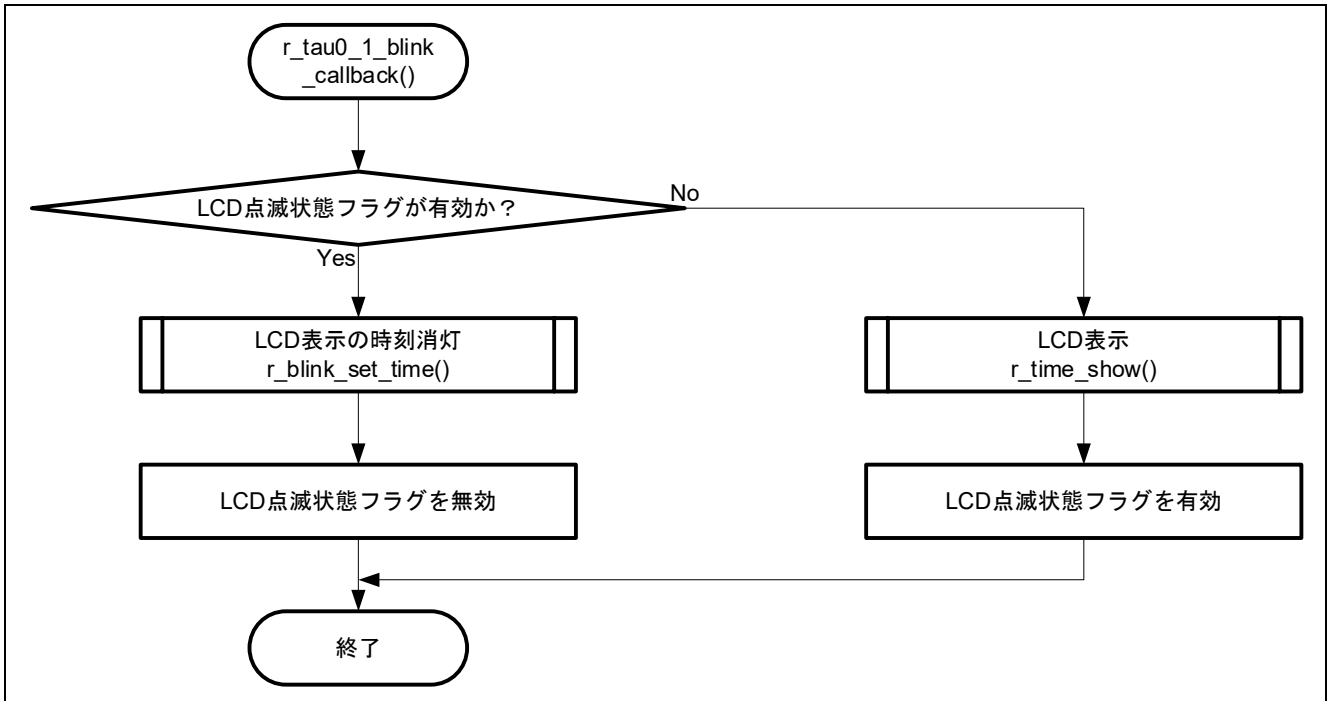 r_tau0_1_blink
_callback()
LCD点滅状態フラグが有効か？
No
Yes
LCD表示の時刻消灯
r_blink_set_time()
LCD表示
r_time_show()
LCD点滅状態フラグを無効
LCD点滅状態フラグを有効
終了